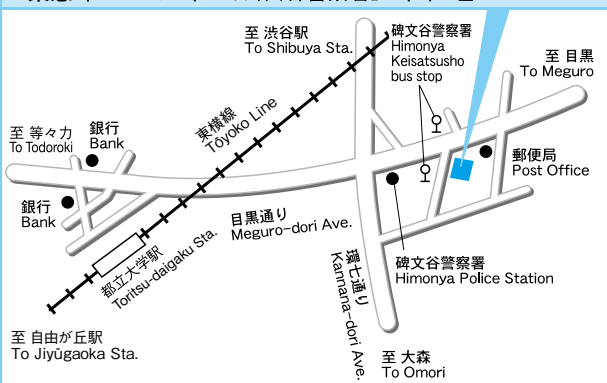 至 渋谷駅
To Shibuya Sta.
碑文谷警察署
Himonya
Keisatsusho
bus stop
至 目黒
To Meguro
東横線
Tōyoko Line
至 等々力
To Todoroki
銀行
Bank
郵便局
Post Office
銀行
Bank
目黒通り
Meguro-dori Ave.
都立大学駅
Toritsu-daigaku Sta.
環七通り
Kannana-dori Ave.
碑文谷警察署
Himonya Police Station
至 自由が丘駅
To Jiyūgaoka Sta.
至 大森
To Omori